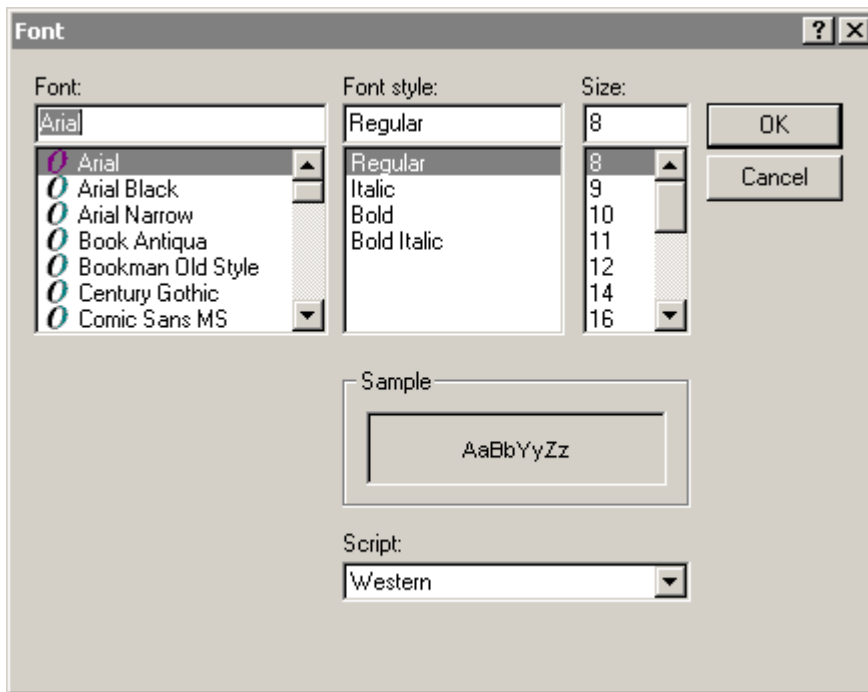 Font
Font:
Arial
Arial
Arial Black
Arial Narrow
Book Antiqua
Bookman Old Style
Century Gothic
Comic Sans MS
Font style:
Regular
Regular
Italic
Bold
Bold Italic
Size:
8
8
9
10
11
12
14
16
OK
Cancel
Sample
AaBbYyZz
Script:
Western